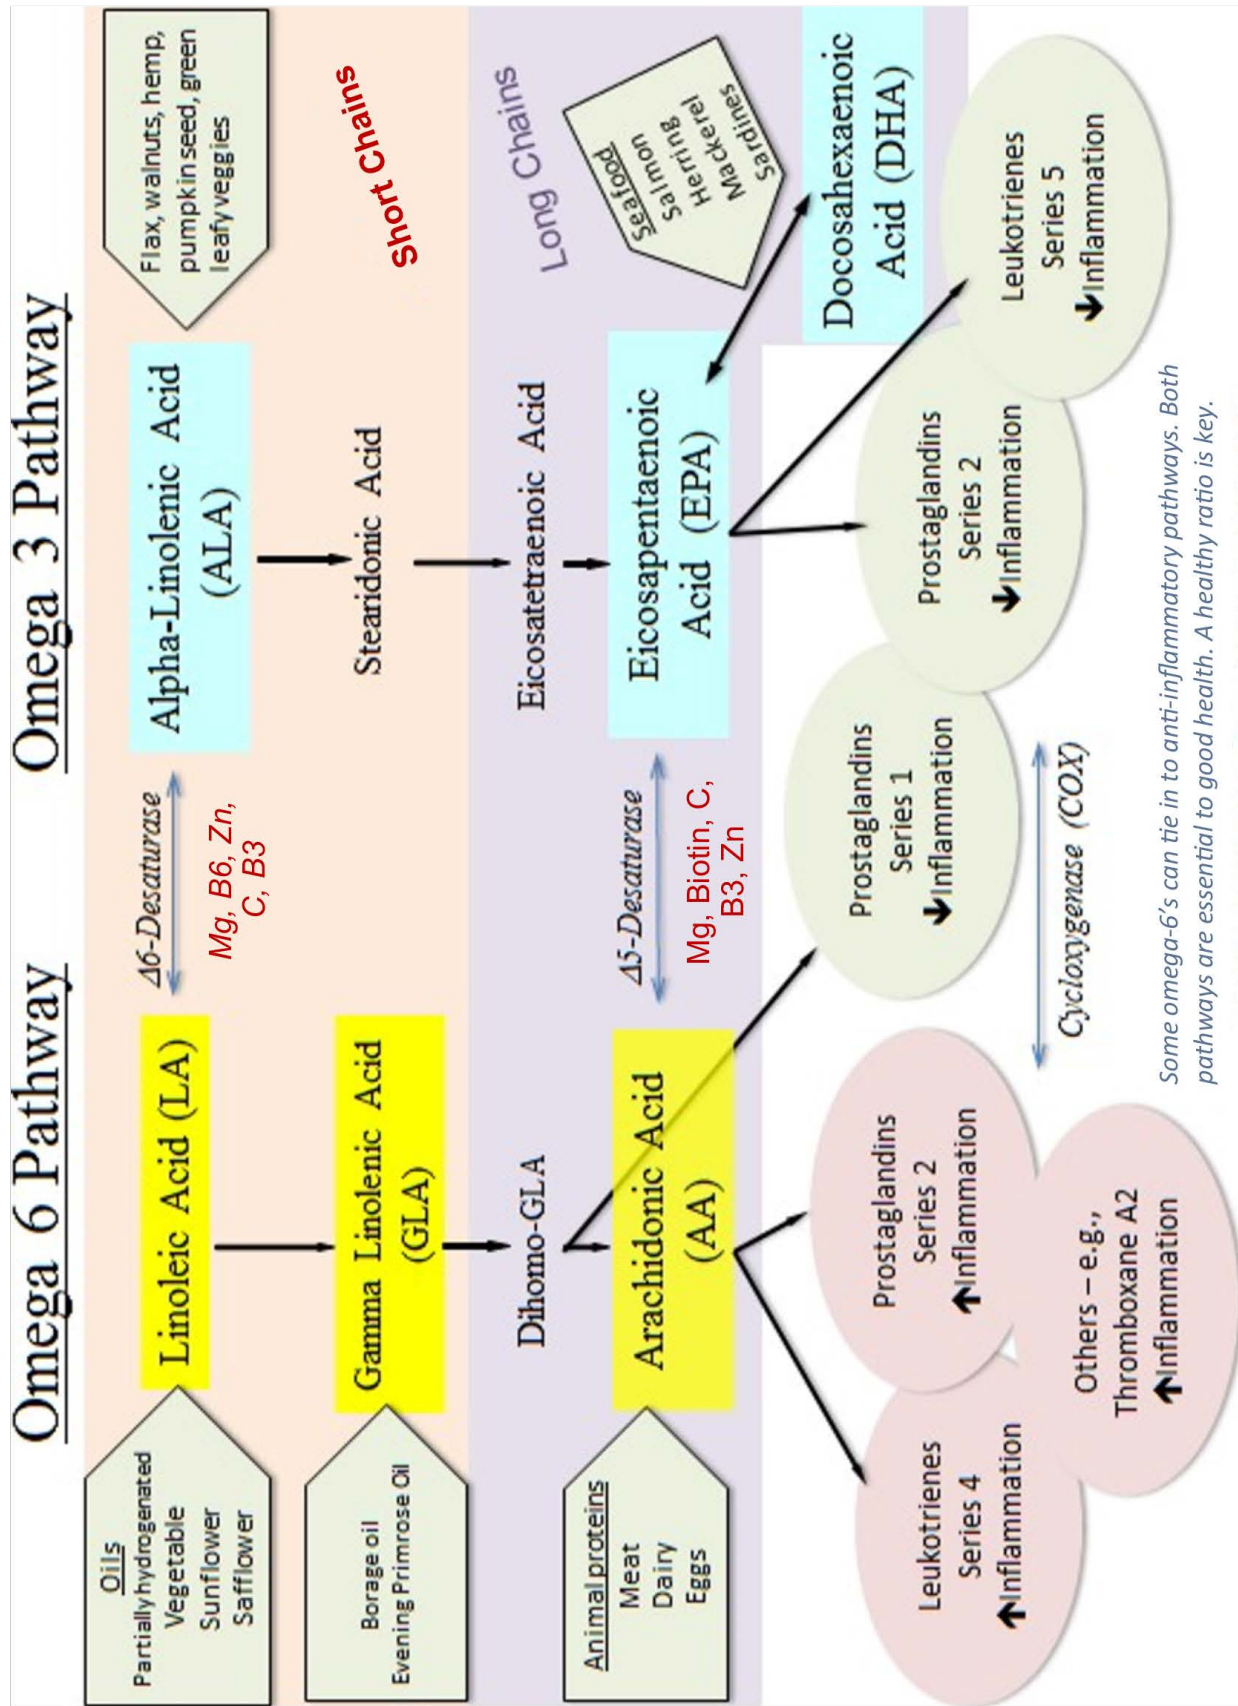 Omega 6 Pathway
Omega 3 Pathway
Oils
Partially hydrogenated
Vegetable
Sunflower
Safflower
Linoleic Acid (LA)
Δ6-Desaturase
Mg, B6, Zn,
C, B3
Alpha-Linolenic Acid
(ALA)
Flax, walnuts, hemp,
pumpkin seed, green
leafy veggies
Borage oil
Evening Primrose Oil
Gamma Linolenic Acid
(GLA)
Stearidonic Acid
Short Chains
Dihomo-GLA
Eicosatetraenoic Acid
Long Chains
Animal proteins
Meat
Dairy
Eggs
Arachidonic Acid
(AA)
Δ5-Desaturase
Mg, Biotin, C,
B3, Zn
Eicosapentaenoic
Acid (EPA)
Seafood
Salmon
Herring
Mackerel
Sardines
Docosahexaenoic
Acid (DHA)
Leukotrienes
Series 4
↑Inflammation
Prostaglandins
Series 2
↑Inflammation
Others – e.g.,
Thromboxane A2
↑Inflammation
Prostaglandins
Series 1
↓Inflammation
Prostaglandins
Series 2
↓Inflammation
Leukotrienes
Series 5
↓Inflammation
Cycloxygenase (COX)
Some omega-6's can tie in to anti-inflammatory pathways. Both
pathways are essential to good health. A healthy ratio is key.